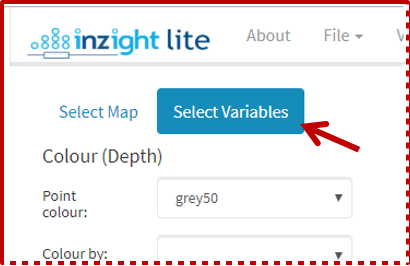 inzight lite About File
Select Map Select Variables
Colour (Depth)
Point
colour:
grey50
Colour by: